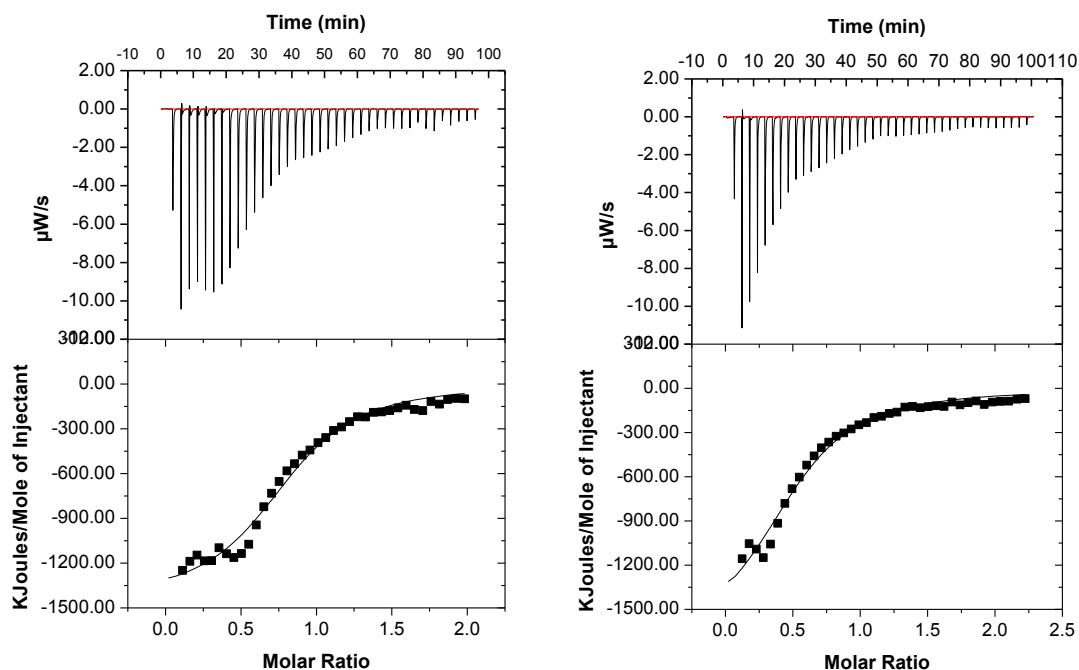 Time (min)
-10 0 10 20 30 40 50 60 70 80 90 100
2.00
0.00
-2.00
-4.00
-6.00
-8.00
-10.00
µW/s
0.00
-300.00
-600.00
-900.00
-1200.00
-1500.00
KJoules/Mole of Injectant
0.0 0.5 1.0 1.5 2.0
Molar Ratio
Time (min)
-10 0 10 20 30 40 50 60 70 80 90 100 110
2.00
0.00
-2.00
-4.00
-6.00
-8.00
-10.00
µW/s
0.00
-300.00
-600.00
-900.00
-1200.00
-1500.00
KJoules/Mole of Injectant
0.0 0.5 1.0 1.5 2.0 2.5
Molar Ratio